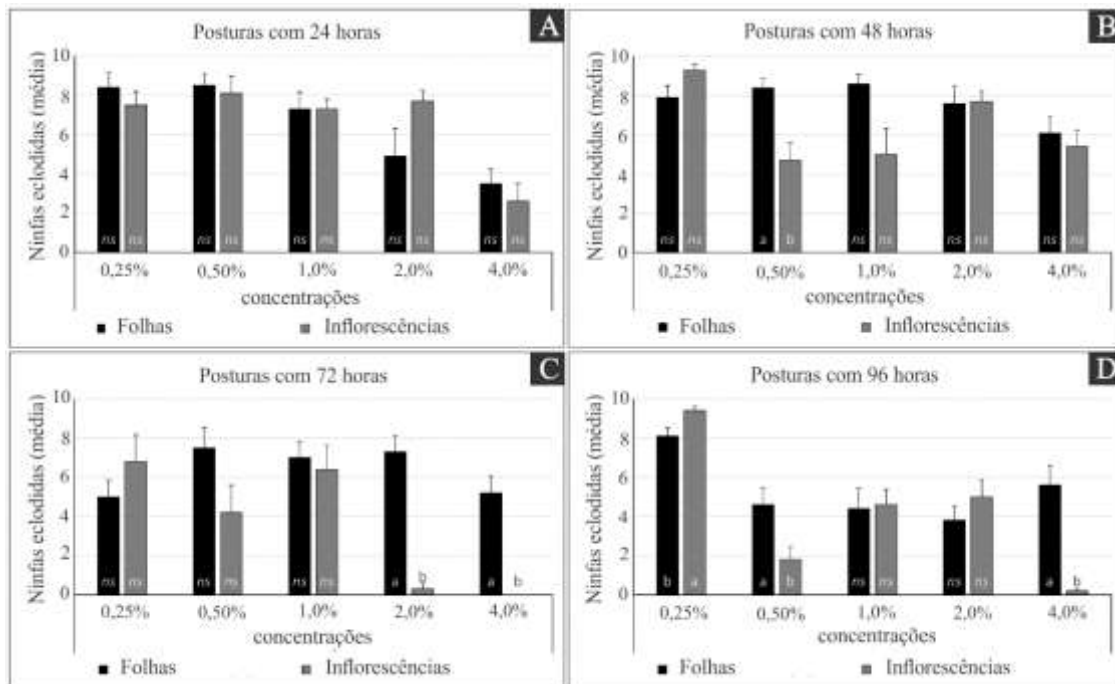 Posturas com 24 horas
A
Ninfas eclodidas (média)
10
8
6
4
2
0
ns ns ns ns ns ns ns ns ns ns
0,25% 0,50% 1,0% 2,0% 4,0%
concentrações
Folhas Inflorescências
Posturas com 48 horas
B
Ninfas eclodidas (média)
10
8
6
4
2
0
ns ns a b ns ns ns ns ns ns
0,25% 0,50% 1,0% 2,0% 4,0%
concentrações
Folhas Inflorescências
Posturas com 72 horas
C
Ninfas eclodidas (média)
10
8
6
4
2
0
ns ns ns ns ns ns a b a b
0,25% 0,50% 1,0% 2,0% 4,0%
concentrações
Folhas Inflorescências
Posturas com 96 horas
D
Ninfas eclodidas (média)
10
8
6
4
2
0
b a a b ns ns ns ns a b
0,25% 0,50% 1,0% 2,0% 4,0%
concentrações
Folhas Inflorescências